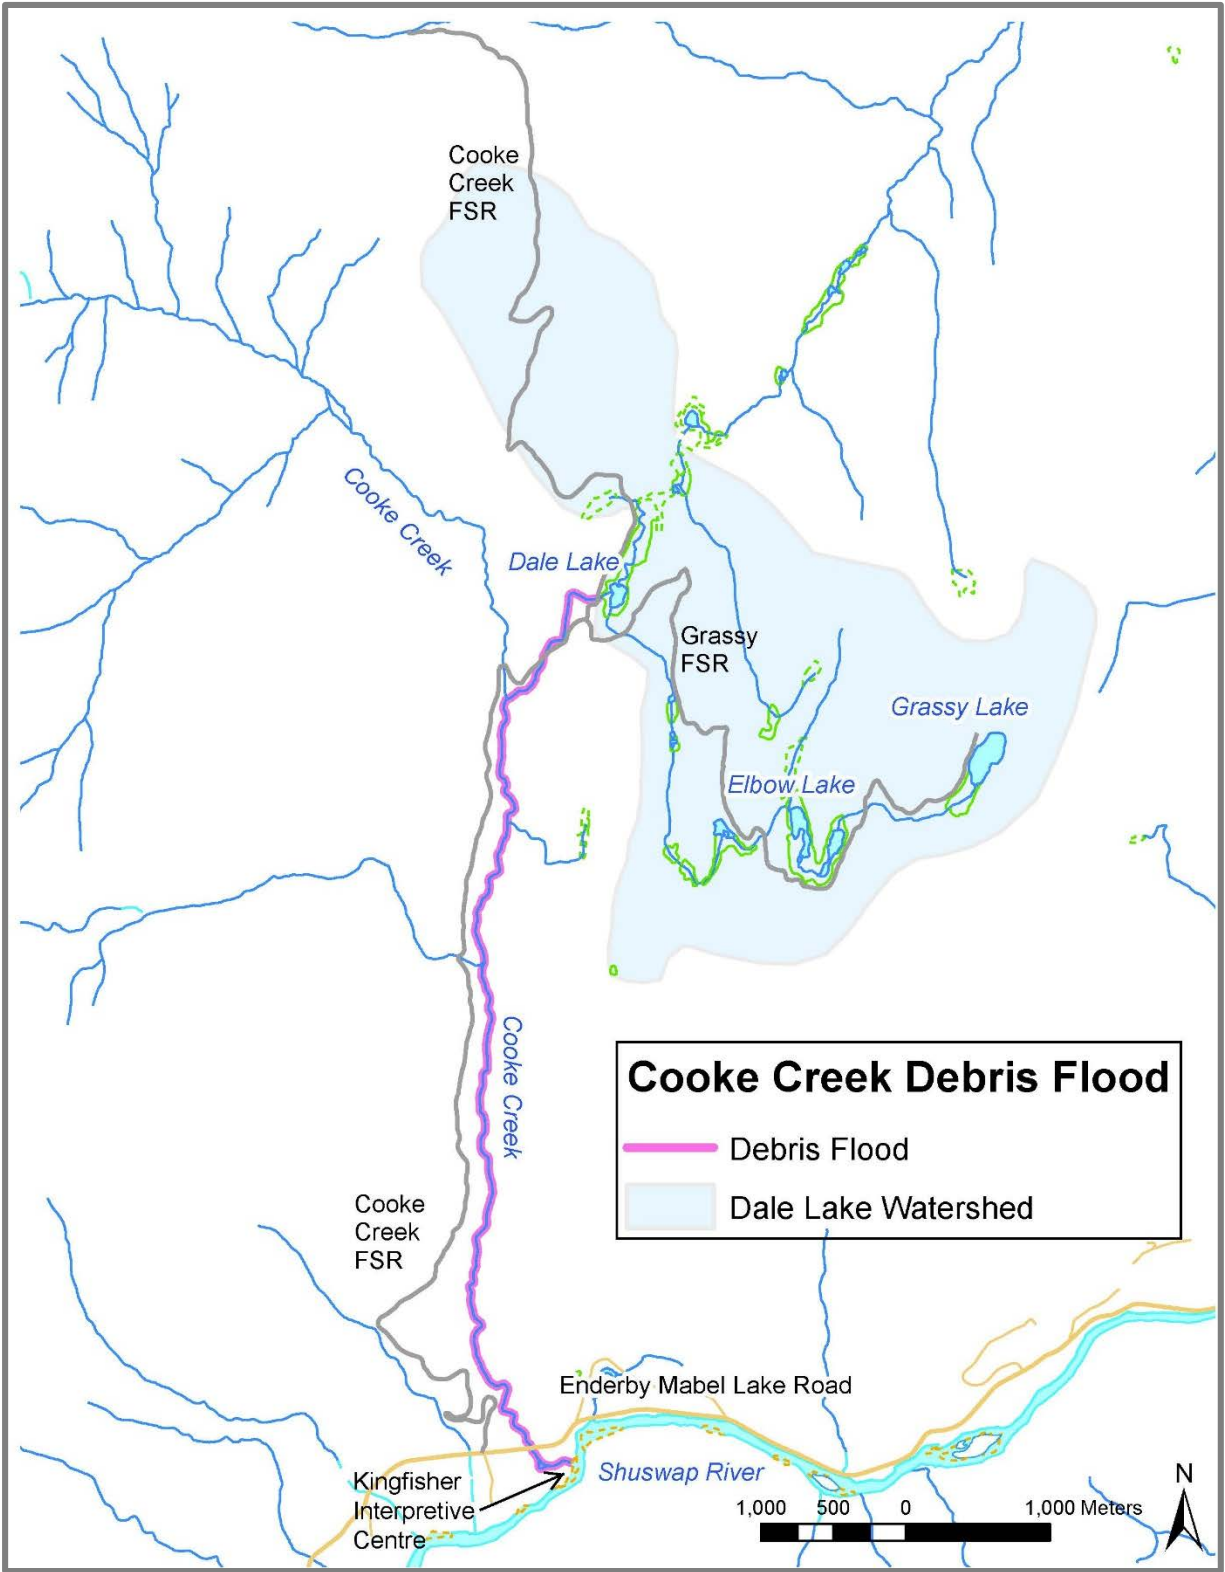 Cooke
Creek
FSR
Cooke Creek
Dale Lake
Grassy
FSR
Grassy Lake
Elbow Lake
Cooke Creek
Cooke Creek Debris Flood
Debris Flood
Dale Lake Watershed
Cooke
Creek
FSR
Enderby Mabel Lake Road
Shuswap River
Kingfisher
Interpretive
Centre
N
1,000 500 0 1,000 Meters